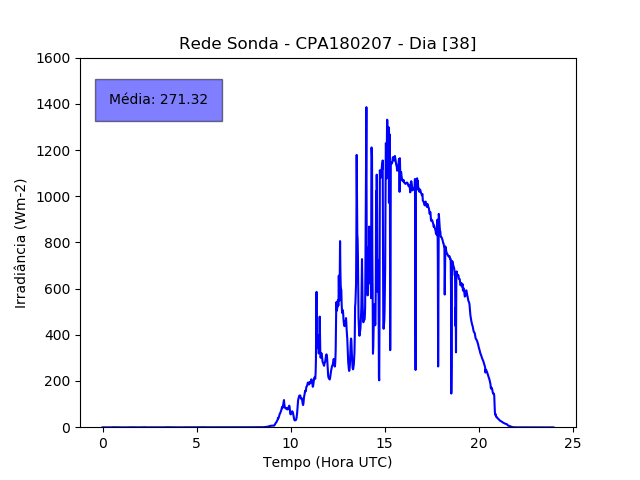 Rede Sonda - CPA180207 - Dia [38]
1600
1400
1200
1000
800
600
400
200
0
Média: 271.32
Irradiância (Wm-2)
0 5 10 15 20 25
Tempo (Hora UTC)